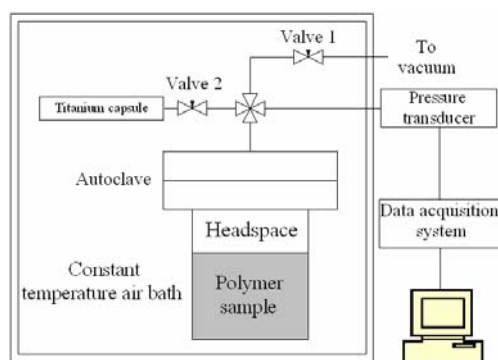 Valve 1
To
vacuum
Valve 2
Titanium capsule
Pressure
transducer
Autoclave
Headspace
Data acquisition
system
Constant
temperature air bath
Polymer
sample